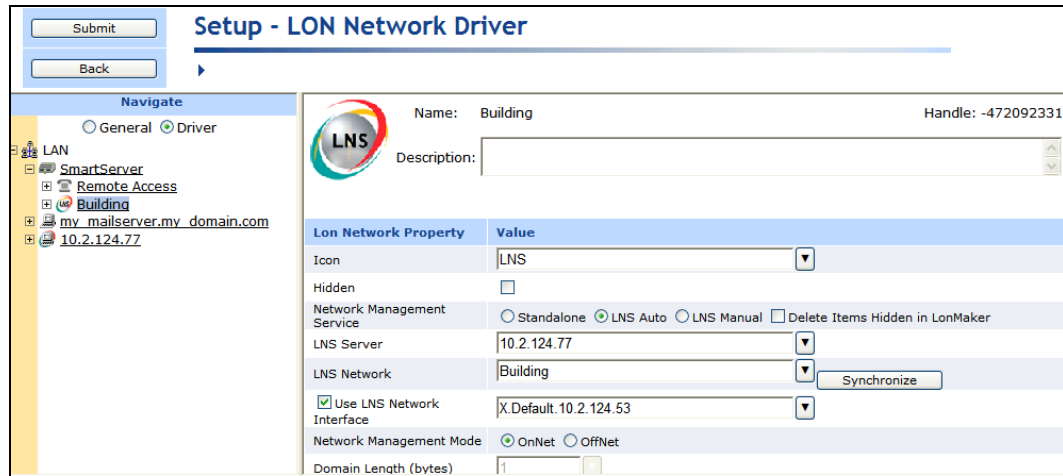 Submit
Setup - LON Network Driver
Back
Navigate
General Driver
LAN
SmartServer
Remote Access
Building
my_mailserver.my_domain.com
10.2.124.77
LNS
Name: Building Handle: -472092331
Description:
Lon Network Property Value
Icon LNS
Hidden
Network Management
Service
Standalone LNS Auto LNS Manual Delete Items Hidden in LonMaker
LNS Server 10.2.124.77
LNS Network Building Synchronize
Use LNS Network
Interface
X.Default.10.2.124.53
Network Management Mode OnNet OffNet
Domain Length (bytes) 1